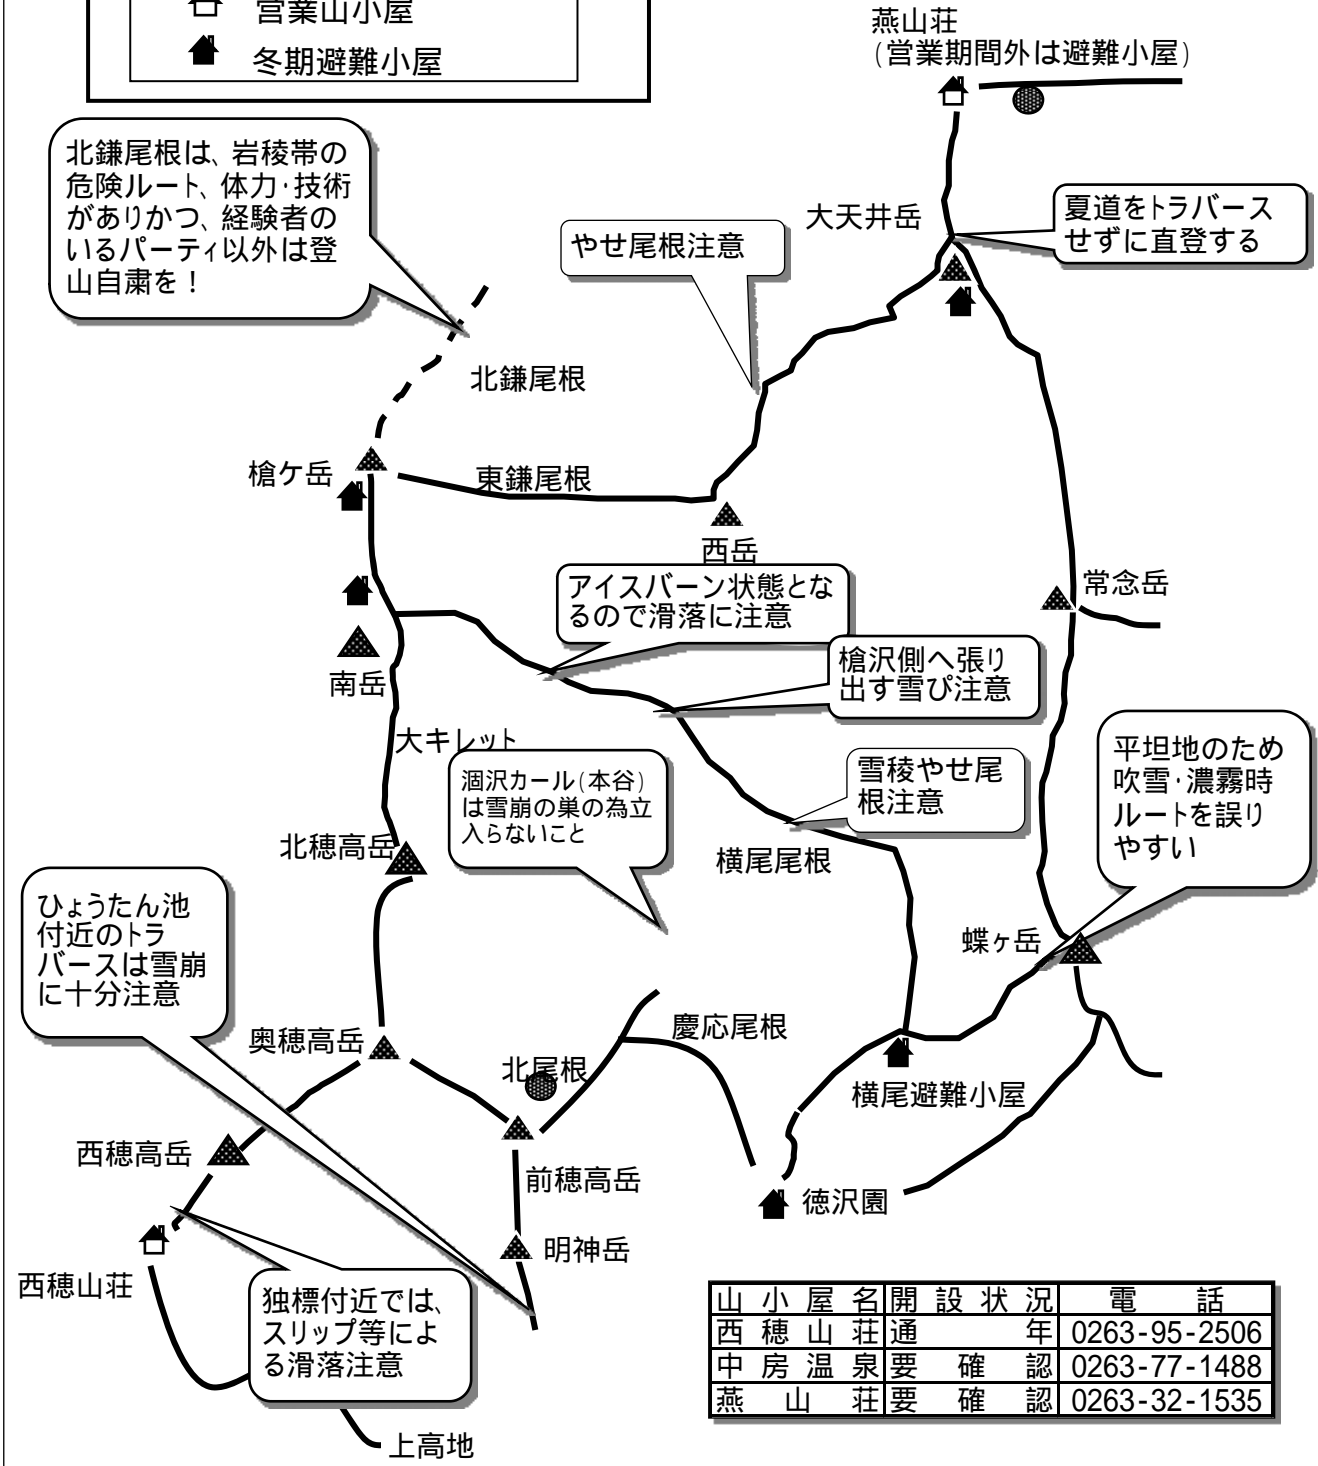 営業山小屋
冬期避難小屋
燕山荘
(営業期間外は避難小屋)
北鎌尾根は、岩稜帯の
危険ルート、体力･技術
がありかつ、経験者の
いるパーティ以外は登
山自粛を！
やせ尾根注意
大天井岳
夏道をトラバース
せずに直登する
北鎌尾根
槍ケ岳
東鎌尾根
西岳
アイスバーン状態とな
るので滑落に注意
常念岳
南岳
槍沢側へ張り
出す雪ぴ注意
大キレット
涸沢カール(本谷)
は雪崩の巣の為立
入らないこと
雪稜やせ尾
根注意
平坦地のため
吹雪･濃霧時
ルートを誤り
やすい
北穂高岳
横尾尾根
ひょうたん池
付近のトラ
バースは雪崩
に十分注意
蝶ヶ岳
奥穂高岳
慶応尾根
北尾根
横尾避難小屋
西穂高岳
前穂高岳
徳沢園
明神岳
西穂山荘
独標付近では、
スリップ等によ
る滑落注意
上高地
山小屋名 開設状況 電話
西穂山荘 通年 0263-95-2506
中房温泉 要確認 0263-77-1488
燕山荘 要確認 0263-32-1535